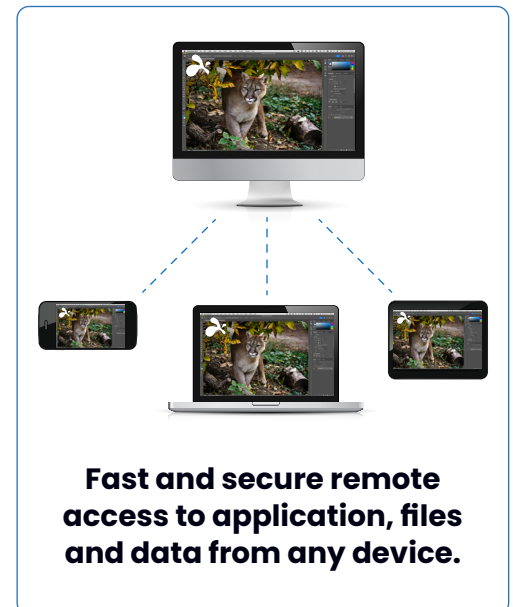 Fast and secure remote
access to application, files
and data from any device.